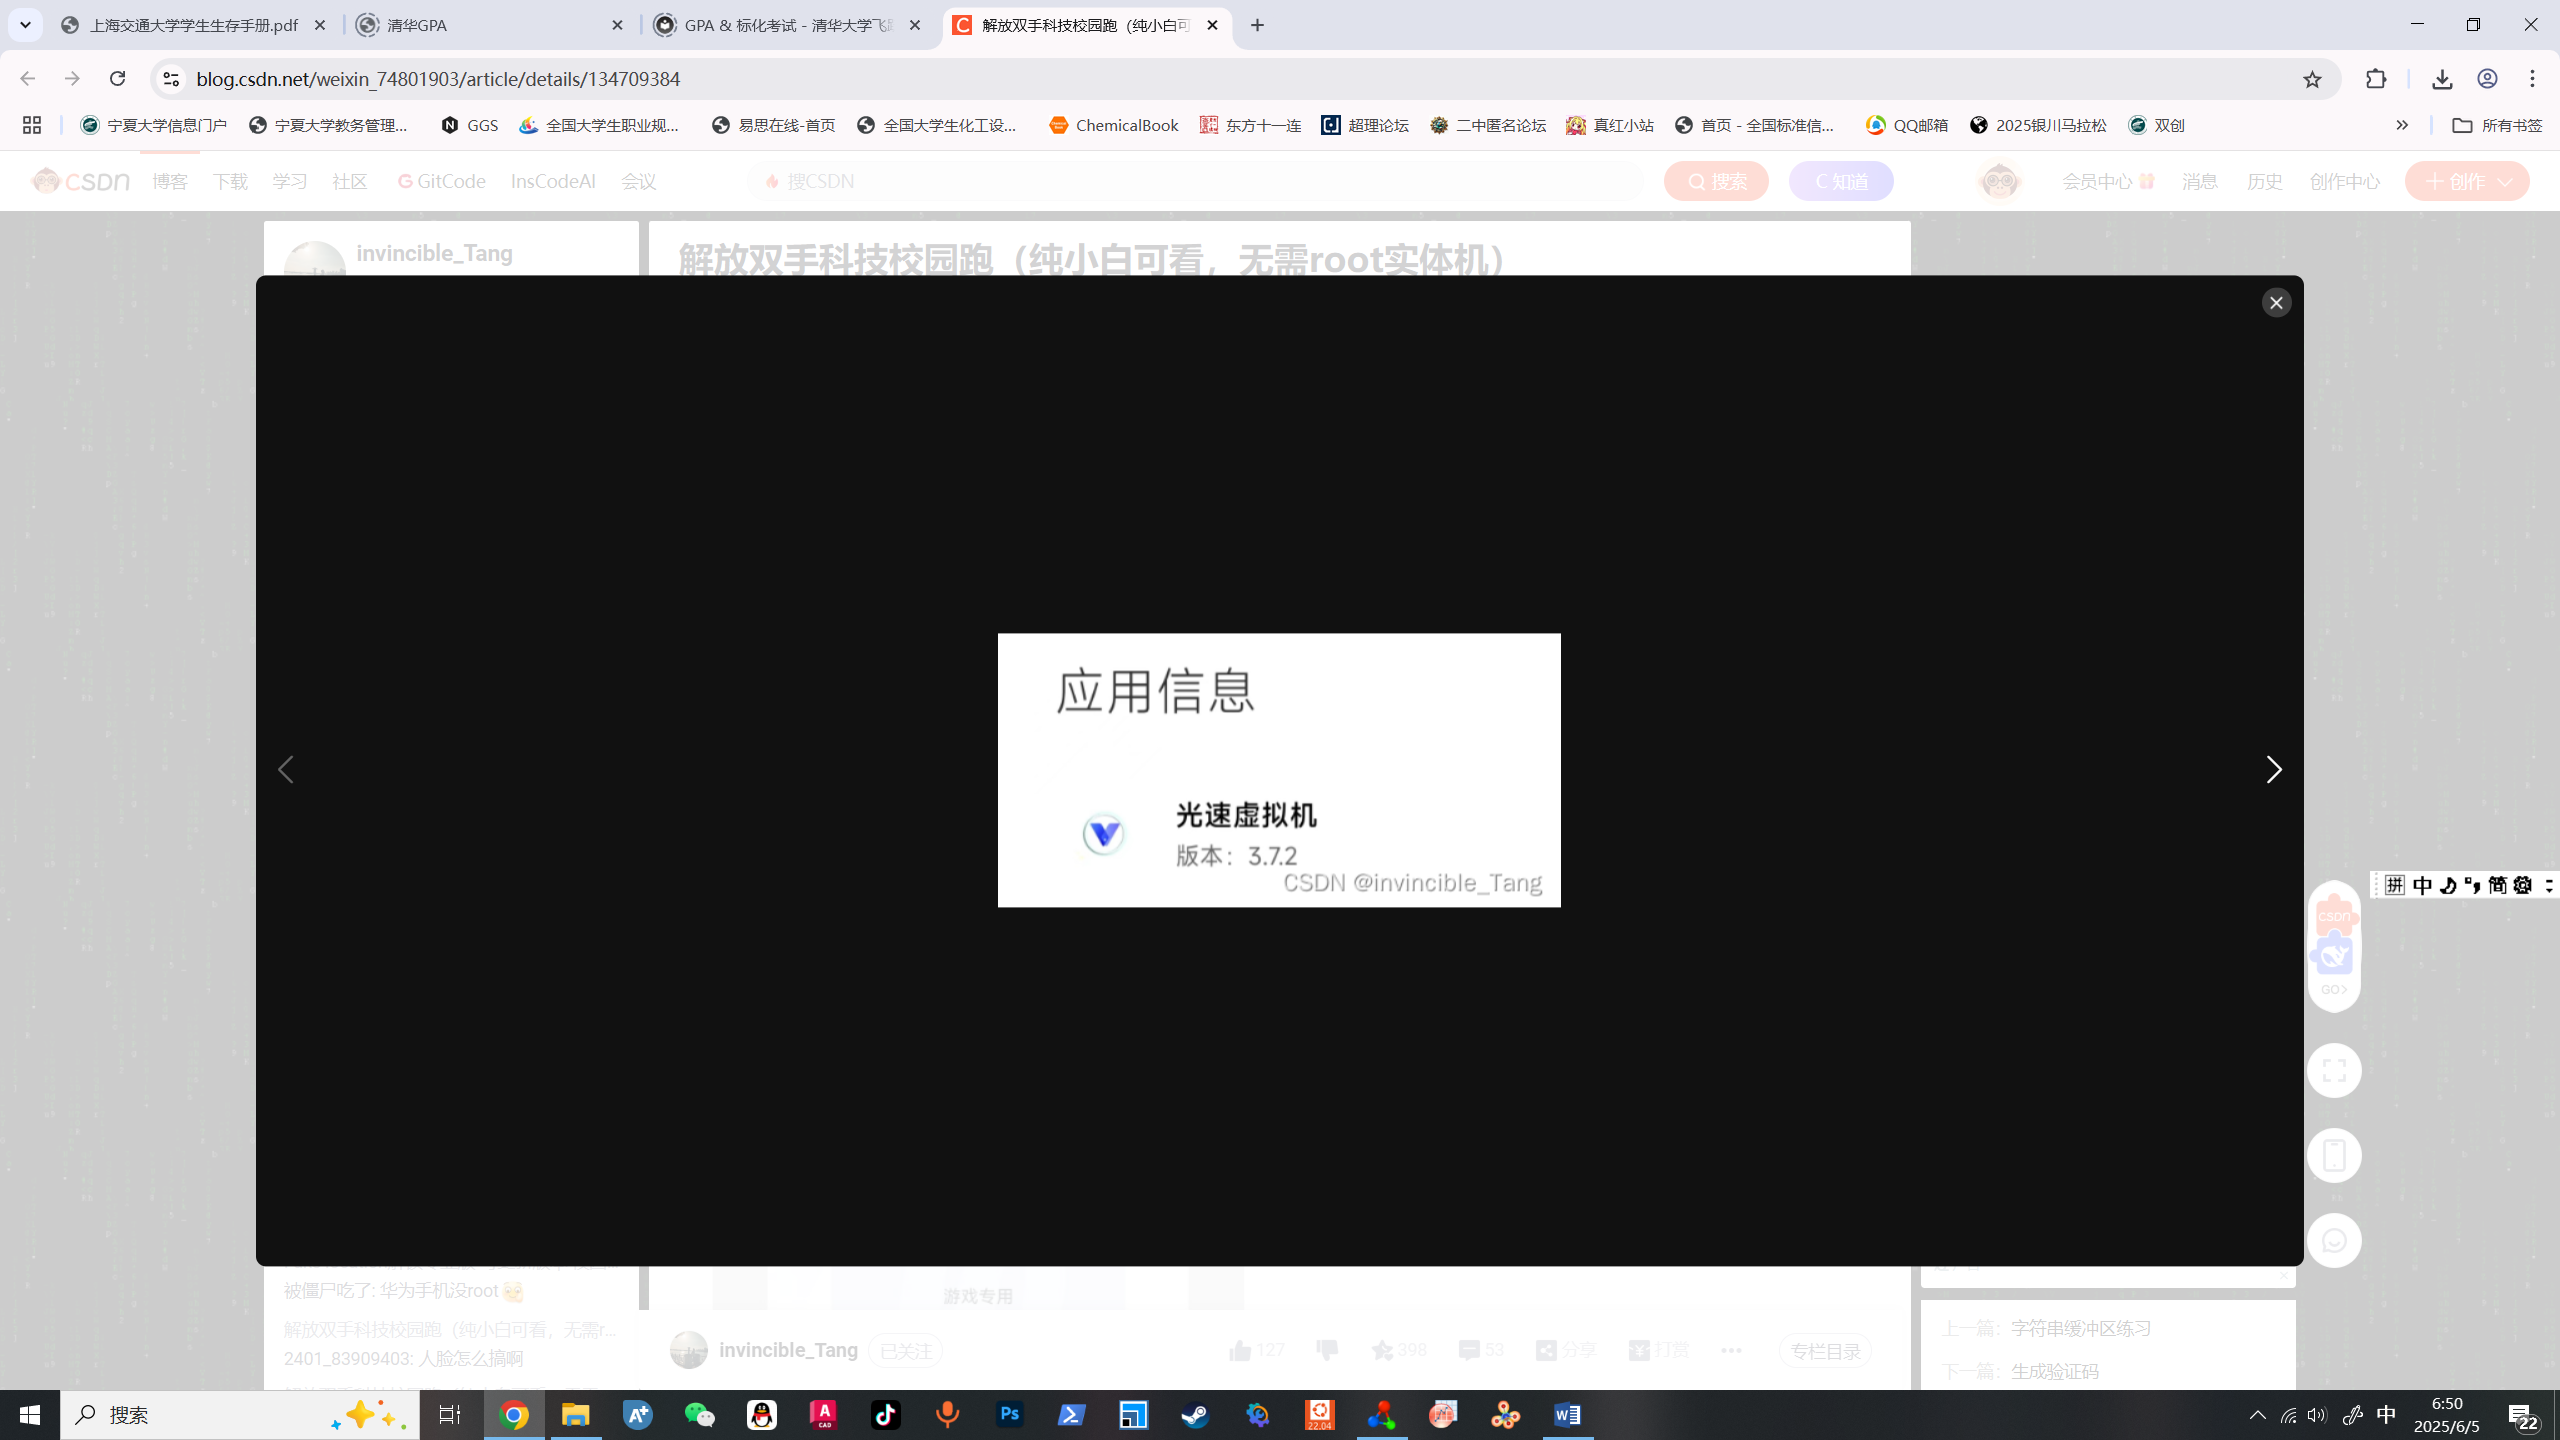 上海交通大学学生生存手册.pdf
清华GPA
GPA & 标化考试 - 清华大学飞
解放双手科技校园跑（纯小白可
blog.csdn.net/weixin_74801903/article/details/134709384
宁夏大学信息门户
宁夏大学教务管理...
GGS
全国大学生职业规...
易思在线-首页
全国大学生化工设...
ChemicalBook
东方十一连
超理论坛
二中匿名论坛
真红小站
首页 - 全国标准信...
QQ邮箱
2025银川马拉松
双创
所有书签
CSDN 博客 下载 学习 社区 GitCode InsCodeAI 会议
搜CSDN
搜索
C 知道
会员中心 消息 历史 创作中心
创作
invincible_Tang
解放双手科技校园跑（纯小白可看，无需root实体机）
应用信息
光速虚拟机
版本：3.7.2
CSDN @invincible_Tang
拼 中 简
CSDN
GO>
被僵尸吃了: 华为手机没root
解放双手科技校园跑（纯小白可看，无需r...
2401_83909403: 人脸怎么搞啊
游戏专用
invincible_Tang
已关注
127
398
53
分享
打赏
专栏目录
上一篇：字符串缓冲区练习
下一篇：生成验证码
搜索
A CAD
Ps
22.04
中
6:50
2025/6/5
22